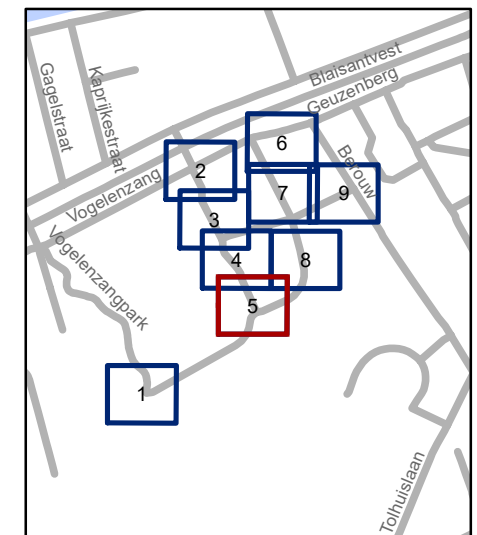 Blaisantvest
Geuzenberg
Gagelstraat
Kaprijkestraat
6
Berouw
2
7
9
Vogelenzang
3
Vogelenzangpark
4
8
5
1
Tolhuislaan